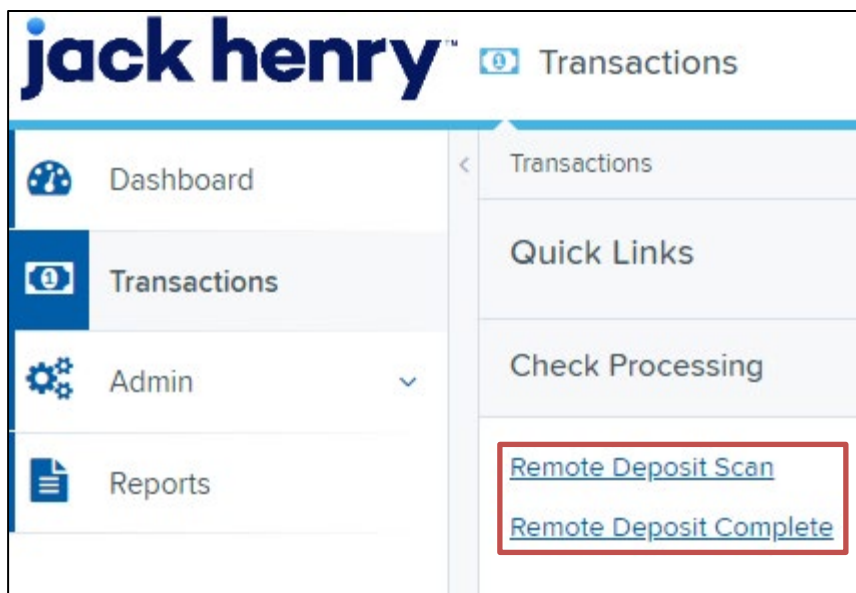 jack henry™
Transactions
Dashboard
Transactions
Admin
Reports
Transactions
Quick Links
Check Processing
Remote Deposit Scan
Remote Deposit Complete